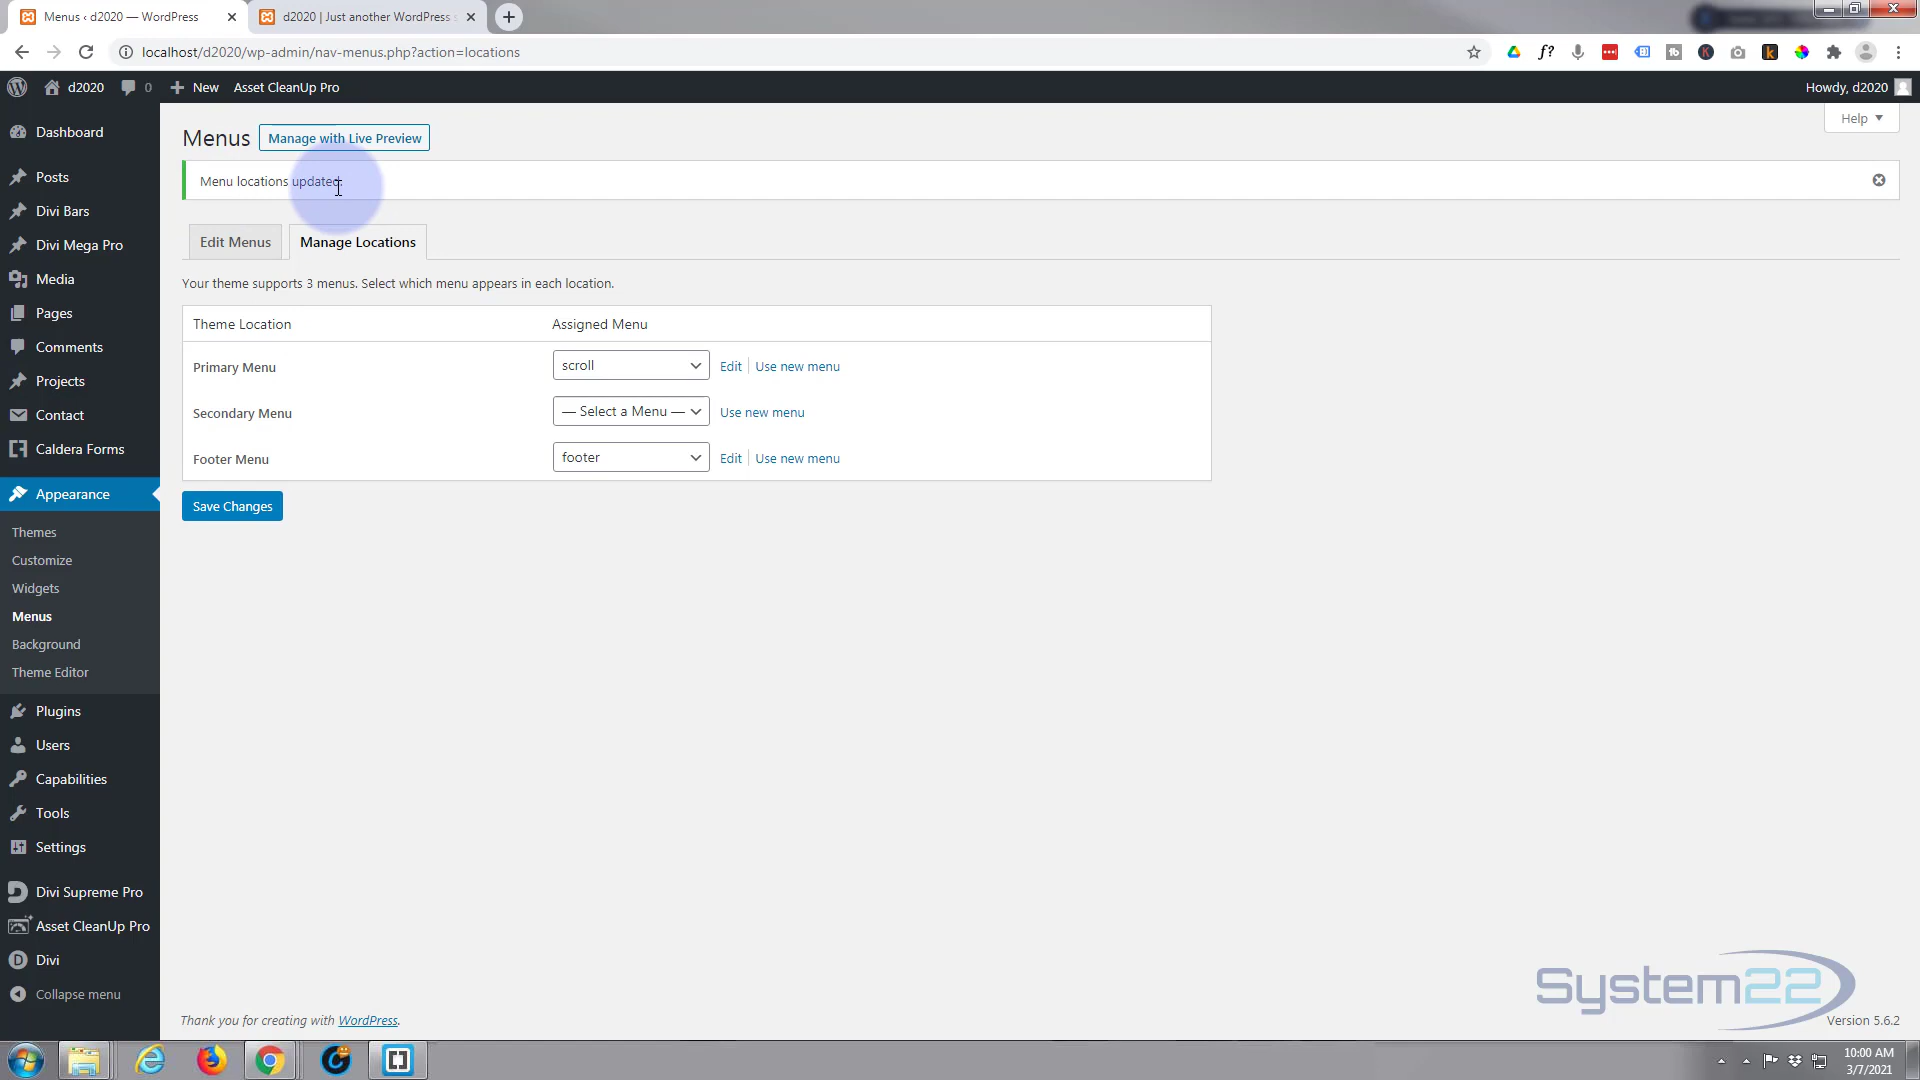 Menus ‹ d2020 — WordPress
d2020 | Just another WordPress s
localhost/d2020/wp-admin/nav-menus.php?action=locations
d2020
0
New
Asset CleanUp Pro
Howdy, d2020
Help
Dashboard
Posts
Divi Bars
Divi Mega Pro
Media
Pages
Comments
Projects
Contact
Caldera Forms
Appearance
Themes
Customize
Widgets
Menus
Background
Theme Editor
Plugins
Users
Capabilities
Tools
Settings
Divi Supreme Pro
Asset CleanUp Pro
Divi
Collapse menu
Menus
Manage with Live Preview
Menu locations updated.
Edit Menus
Manage Locations
Your theme supports 3 menus. Select which menu appears in each location.
Theme Location Assigned Menu
Primary Menu scroll Edit Use new menu
Secondary Menu — Select a Menu — Use new menu
Footer Menu footer Edit Use new menu
Save Changes
System22
Thank you for creating with WordPress.
Version 5.6.2
10:00 AM
3/7/2021